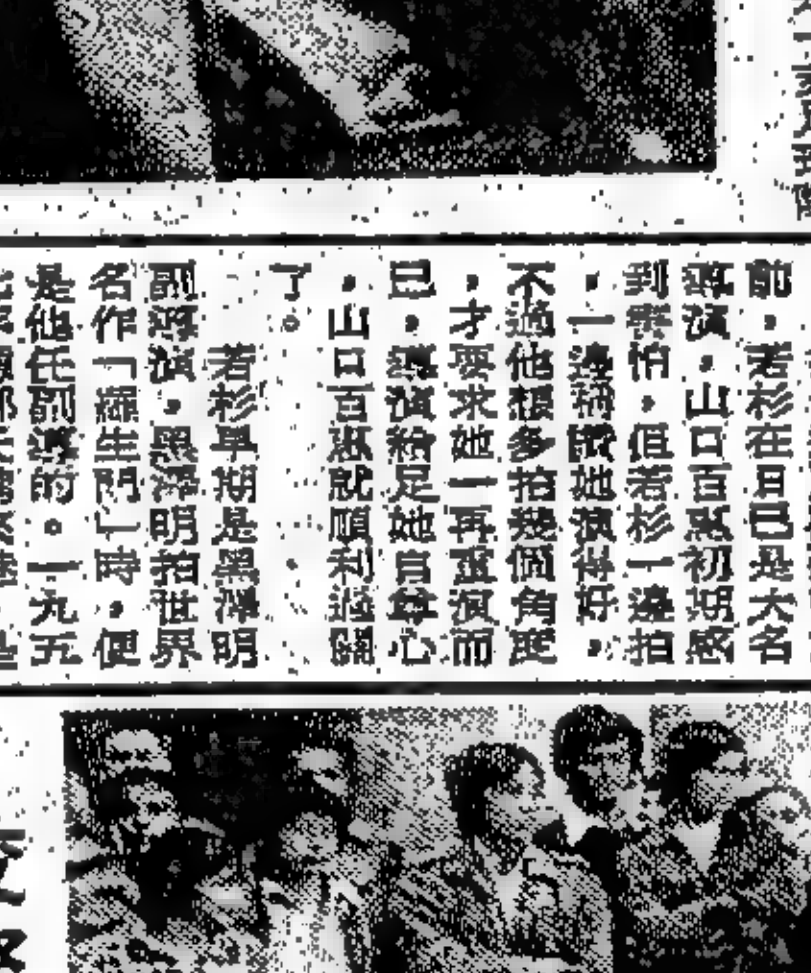 前，若杉在日已是大名
導演，山口百惠初期感
到害怕，但若杉一邊拍
，一邊稱讚她演得好，
不過他很多拍幾個角度
，才要求她一再重演而
已，導演給足她自尊心
，山口百惠就順利過關
了。
若杉早期是黑澤明
副導演，黑澤明拍世界
名作「羅生門」時，便
是他任副導的。一九五